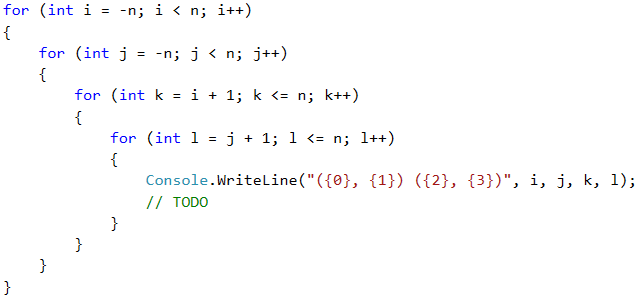 for (int i = -n; i < n; i++)
{
    for (int j = -n; j < n; j++)
    {
        for (int k = i + 1; k <= n; k++)
        {
            for (int l = j + 1; l <= n; l++)
            {
                Console.WriteLine("({0}, {1}) ({2}, {3})", i, j, k, l);
                // TODO
            }
        }
    }
}